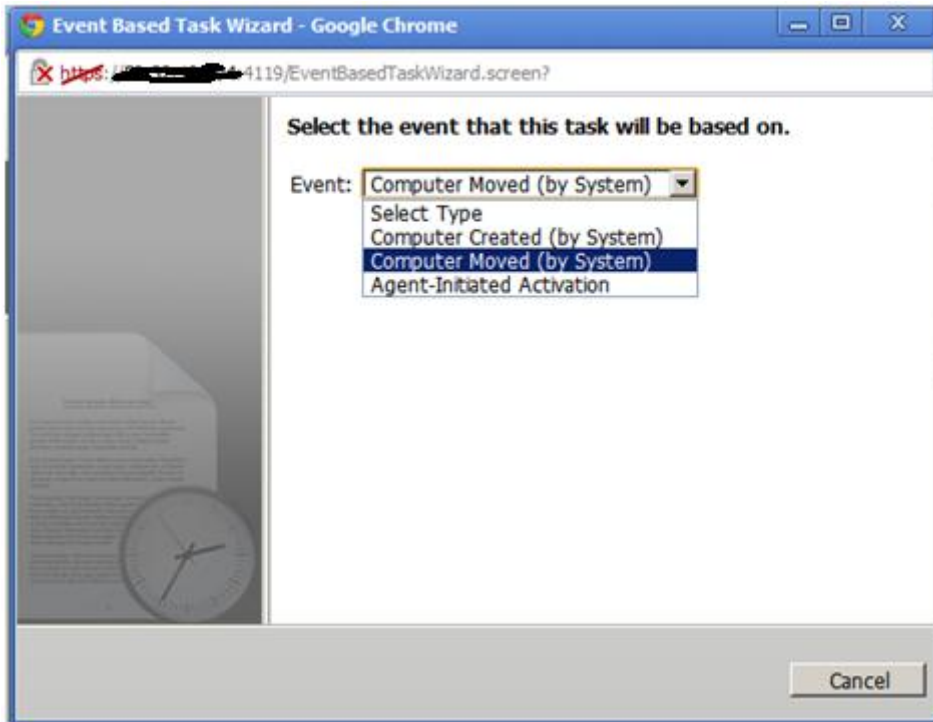 Event Based Task Wizard - Google Chrome
https:// 4119/EventBasedTaskWizard.screen?
Select the event that this task will be based on.
Event: Computer Moved (by System)
Select Type
Computer Created (by System)
Computer Moved (by System)
Agent-Initiated Activation
Cancel